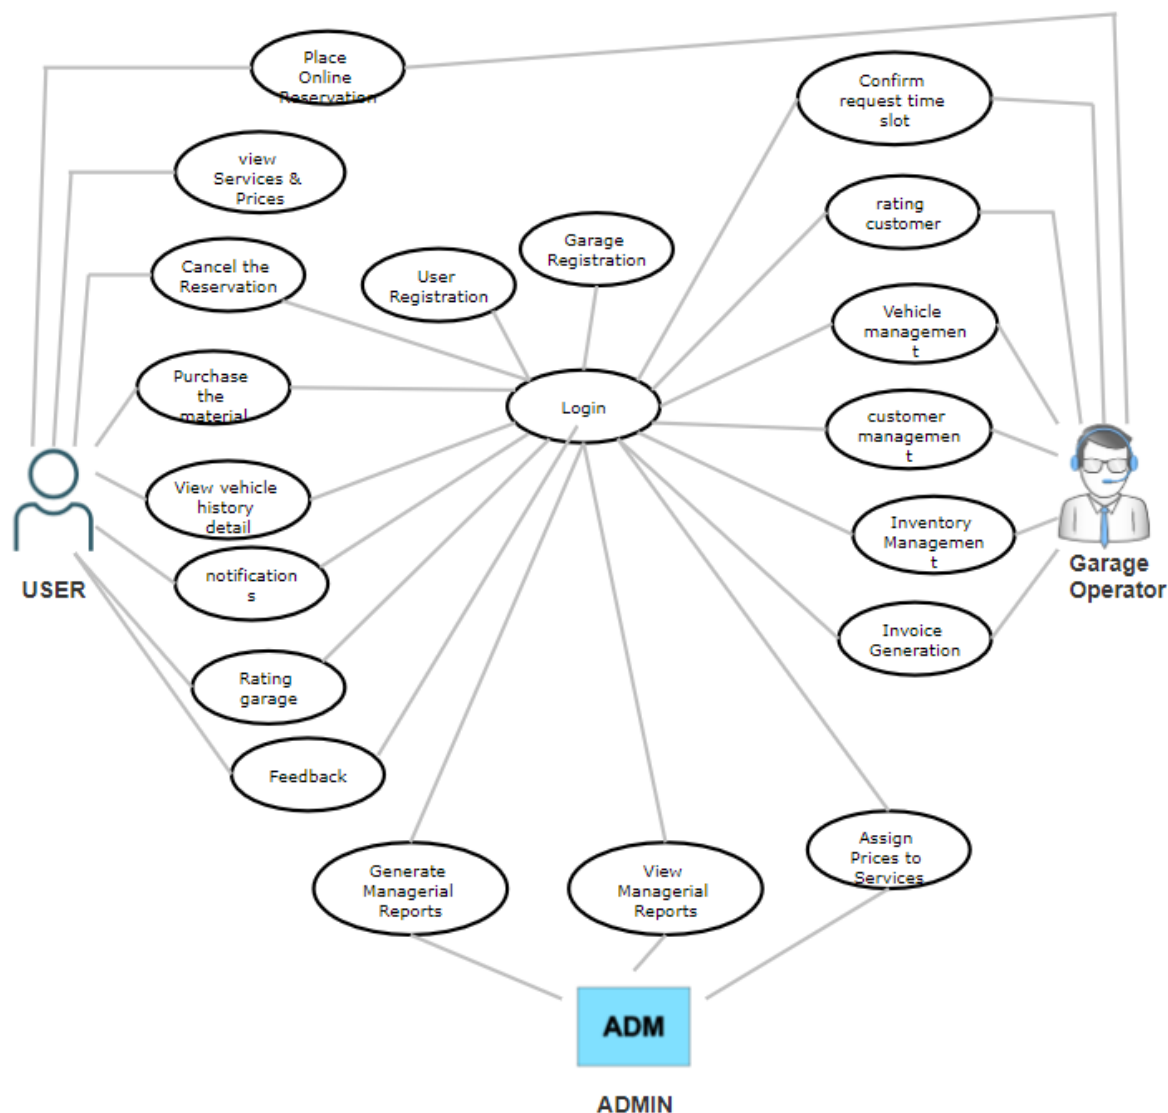 Place
Online
Reservation
Confirm
request time
slot
view
Services &
Prices
rating
customer
Garage
Registration
Cancel the
Reservation
User
Registration
Vehicle
managemen
t
Purchase
the
material
Login
customer
managemen
t
View vehicle
history
detail
Inventory
Managemen
t
USER
notification
s
Garage
Operator
Invoice
Generation
Rating
garage
Feedback
Assign
Prices to
Services
Generate
Managerial
Reports
View
Managerial
Reports
ADM
ADMIN